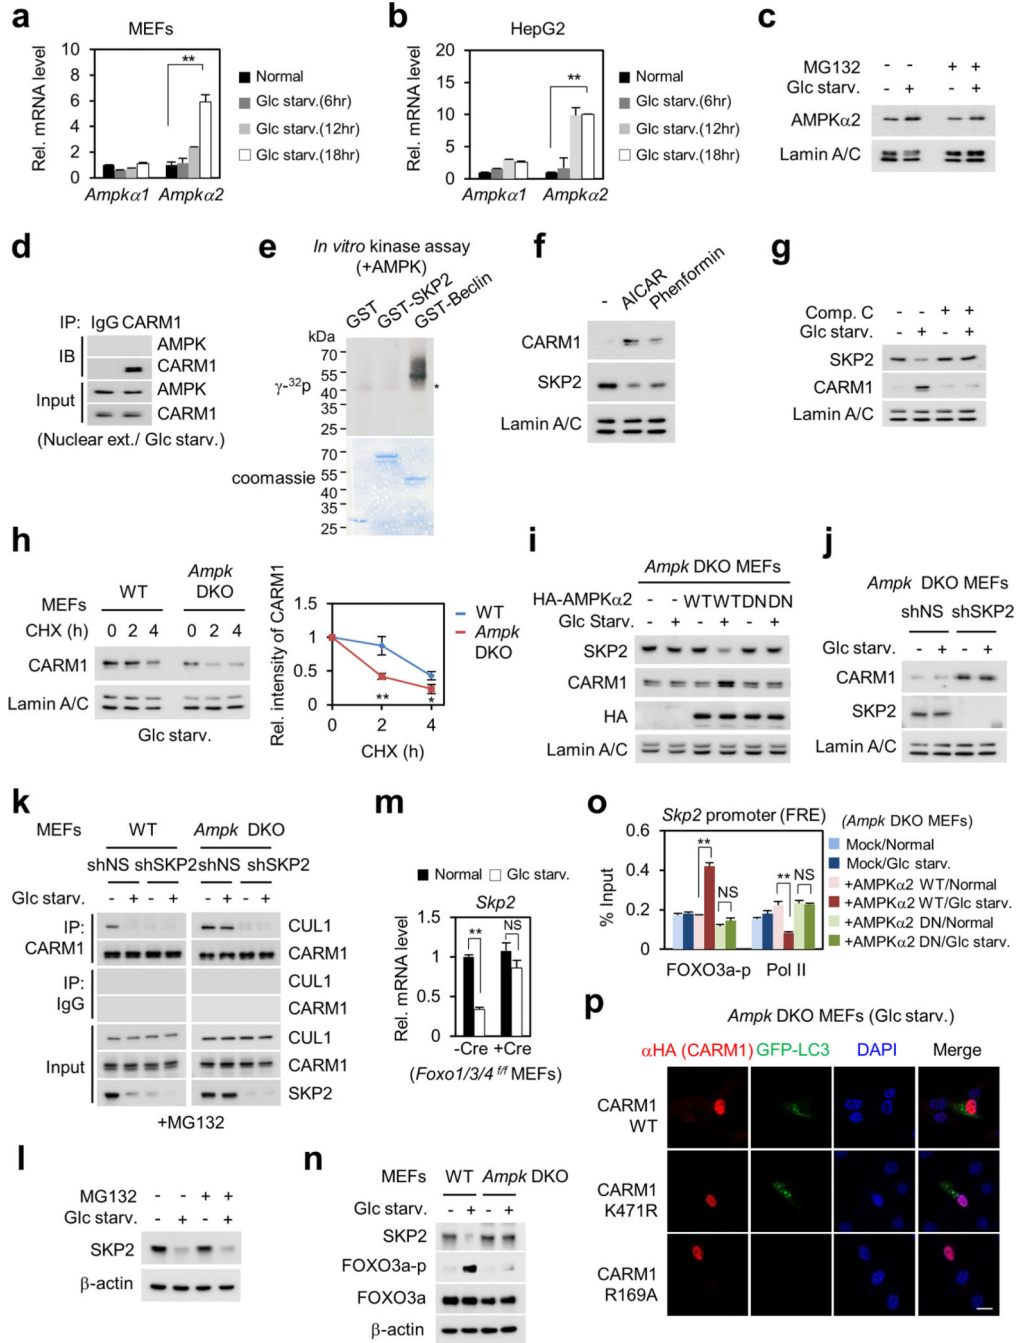 a
MEFs
Rel. mRNA level
10
8
6
4
2
0
**
Ampkα1 Ampkα2
Normal
Glc starv.(6hr)
Glc starv.(12hr)
Glc starv.(18hr)
b
HepG2
Rel. mRNA level
20
15
10
5
0
**
Ampkα1 Ampkα2
Normal
Glc starv.(6hr)
Glc starv.(12hr)
Glc starv.(18hr)
c
MG132 - - + +
Glc starv. - + - +
AMPKα2
Lamin A/C
d
IP: IgG CARM1
IB
AMPK
CARM1
Input
AMPK
CARM1
(Nuclear ext./ Glc starv.)
e
In vitro kinase assay
(+AMPK)
GST
GST-SKP2
GST-Beclin
kDa
70
55
40
35
25
γ-³²p
*
70
55
40
35
25
coomassie
f
- AICAR Phenformin
CARM1
SKP2
Lamin A/C
g
Comp. C - - + +
Glc starv. - + - +
SKP2
CARM1
Lamin A/C
h
WT Ampk DKO
MEFs
CHX (h) 0 2 4 0 2 4
CARM1
Lamin A/C
Glc starv.
Rel. intensity of CARM1
1.5
1
0.5
0
**
*
0 2 4
CHX (h)
WT
Ampk
DKO
i
Ampk DKO MEFs
HA-AMPKα2 - - WT WT DN DN
Glc Starv. - + - + - +
SKP2
CARM1
HA
Lamin A/C
j
Ampk DKO MEFs
shNS shSKP2
Glc starv. - + - +
CARM1
SKP2
Lamin A/C
k
MEFs WT Ampk DKO
shNS shSKP2 shNS shSKP2
Glc starv. - + - + - + - +
IP:
CARM1
CUL1
CARM1
IP:
IgG
CUL1
CARM1
Input
CUL1
CARM1
SKP2
+MG132
l
MG132 - - + +
Glc starv. - + - +
SKP2
β-actin
m
Normal Glc starv.
Skp2
Rel. mRNA level
1.5
1
0.5
0
**
NS
-Cre +Cre
(Foxo1/3/4 f/f MEFs)
n
MEFs WT Ampk DKO
Glc starv. - + - +
SKP2
FOXO3a-p
FOXO3a
β-actin
o
Skp2 promoter (FRE)
% Input
0.6
0.4
0.2
0
**
NS
**
NS
FOXO3a-p Pol II
(Ampk DKO MEFs)
Mock/Normal
Mock/Glc starv.
+AMPKα2 WT/Normal
+AMPKα2 WT/Glc starv.
+AMPKα2 DN/Normal
+AMPKα2 DN/Glc starv.
p
Ampk DKO MEFs (Glc starv.)
αHA (CARM1) GFP-LC3 DAPI Merge
CARM1
WT
CARM1
K471R
CARM1
R169A